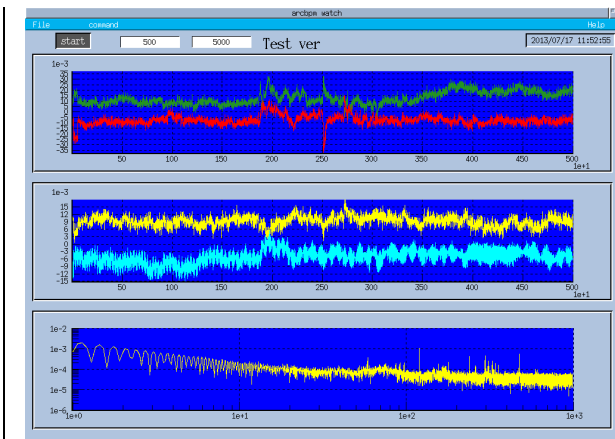 arcbpm watch
File command Help
start 500 5000 Test ver 2013/07/17 11:52:55
1e-3
35
30
25
20
15
10
5
0
-5
-10
-15
-20
-25
-30
-35
50 100 150 200 250 300 350 400 450 500
1e+1
1e-3
15
12
9
6
3
0
-3
-6
-9
-12
-15
50 100 150 200 250 300 350 400 450 500
1e+1
1e-2
1e-3
1e-4
1e-5
1e-6
1e+0 1e+1 1e+2 1e+3